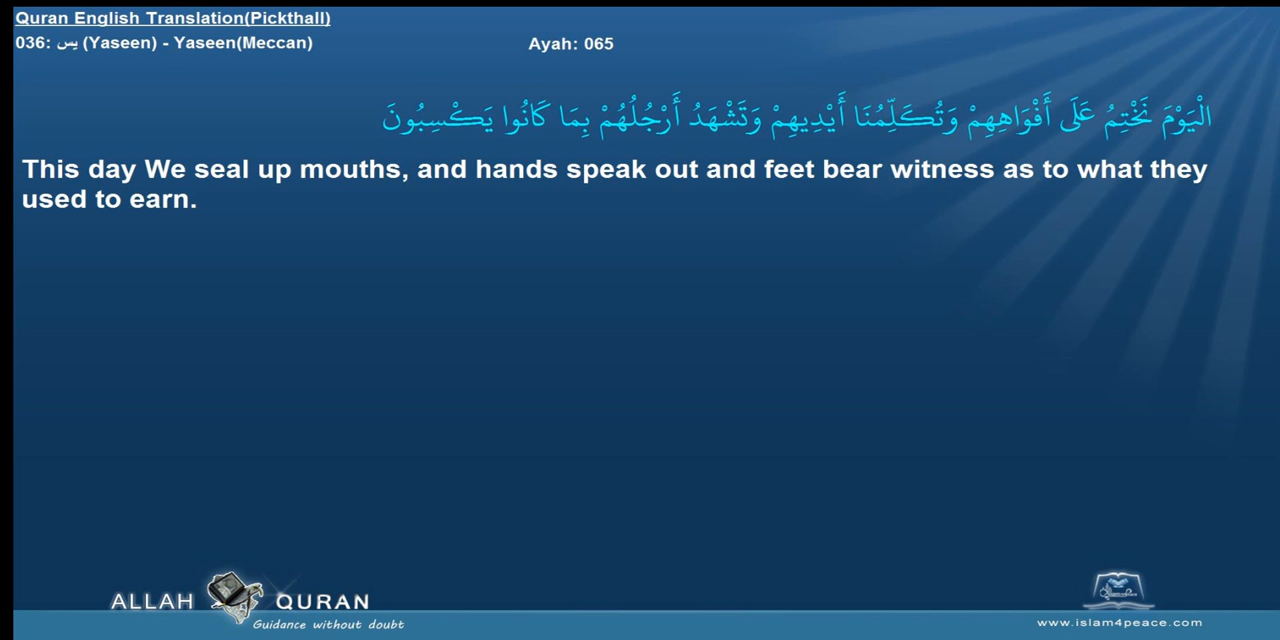 Quran English Translation(Pickthall)
036: يس (Yaseen) - Yaseen(Meccan)
Ayah: 065
الْيَوْمَ نَخْتِمُ عَلَى أَفْوَاهِهِمْ وَتُكَلِّمُنَا أَيْدِيهِمْ وَتَشْهَدُ أَرْجُلُهُمْ بِمَا كَانُوا يَكْسِبُونَ
This day We seal up mouths, and hands speak out and feet bear witness as to what they
used to earn.
ALLAH QURAN
Guidance without doubt
www.islam4peace.com